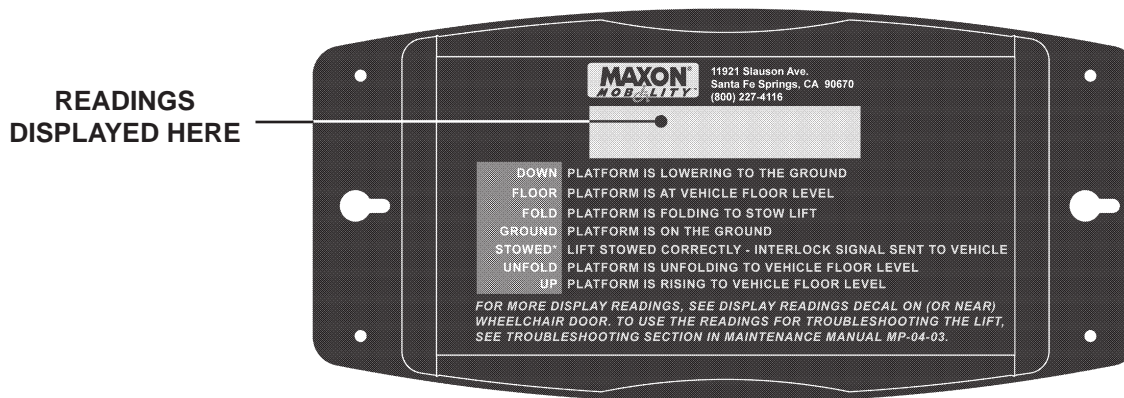 READINGS
DISPLAYED HERE
MAXON®
MOBILITY™
11921 Slauson Ave.
Santa Fe Springs, CA 90670
(800) 227-4116
DOWN PLATFORM IS LOWERING TO THE GROUND
FLOOR PLATFORM IS AT VEHICLE FLOOR LEVEL
FOLD PLATFORM IS FOLDING TO STOW LIFT
GROUND PLATFORM IS ON THE GROUND
STOWED* LIFT STOWED CORRECTLY - INTERLOCK SIGNAL SENT TO VEHICLE
UNFOLD PLATFORM IS UNFOLDING TO VEHICLE FLOOR LEVEL
UP PLATFORM IS RISING TO VEHICLE FLOOR LEVEL
FOR MORE DISPLAY READINGS, SEE DISPLAY READINGS DECAL ON (OR NEAR)
WHEELCHAIR DOOR. TO USE THE READINGS FOR TROUBLESHOOTING THE LIFT,
SEE TROUBLESHOOTING SECTION IN MAINTENANCE MANUAL MP-04-03.